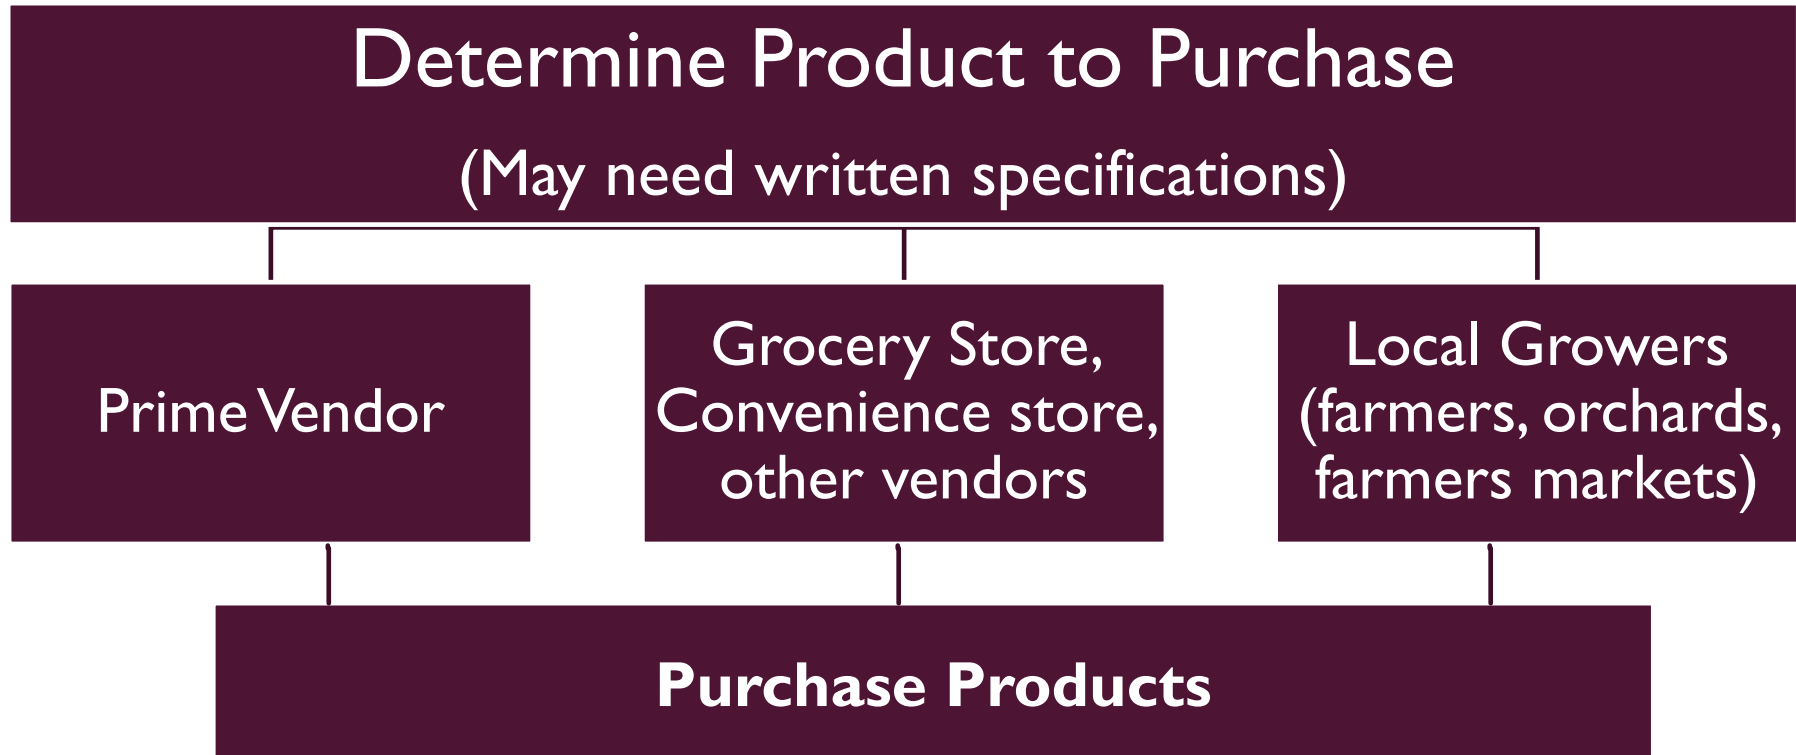 Determine Product to Purchase
(May need written specifications)
Prime Vendor
Grocery Store,
Convenience store,
other vendors
Local Growers
(farmers, orchards,
farmers markets)
Purchase Products